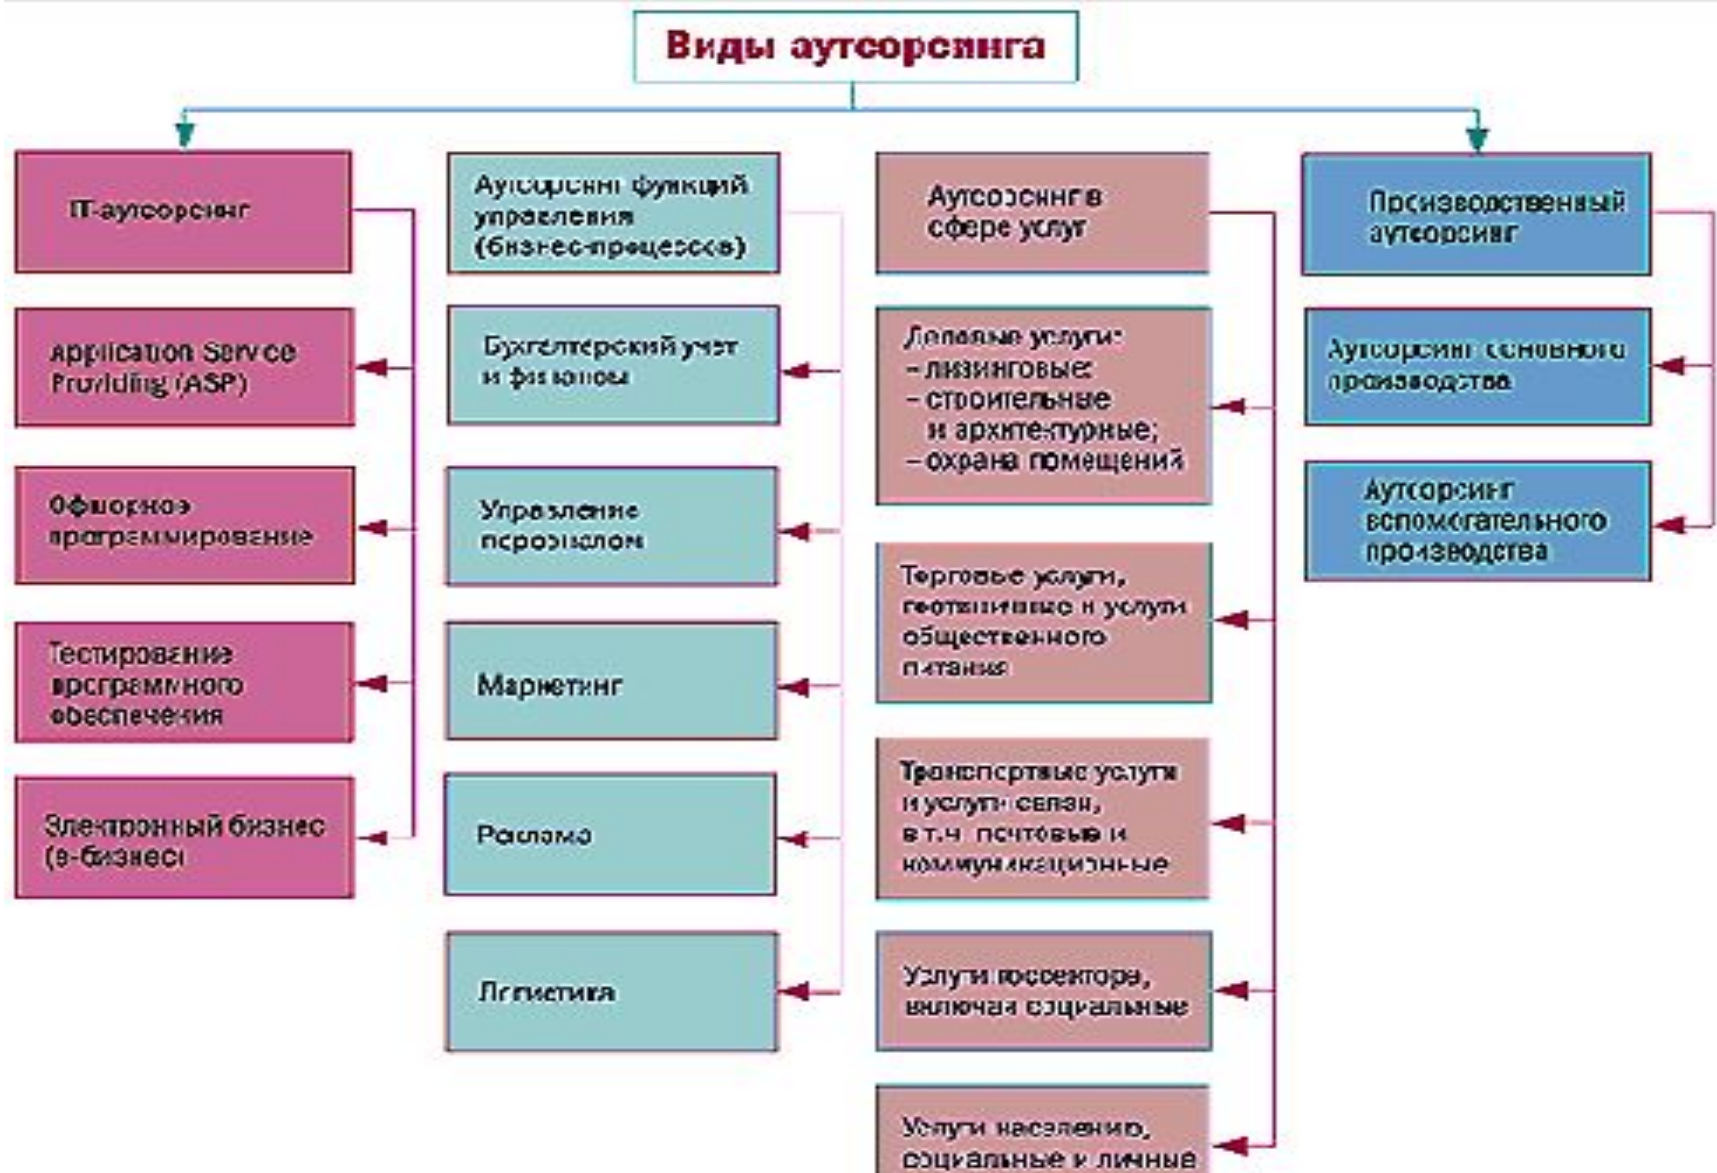 Виды аутсорсинга
IT-аутсорсинг
Application Service
Providing (ASP)
Офшорное
программирование
Тестирование
программного
обеспечения
Электронный бизнес
(е-бизнес)
Аутсорсинг функций
управления
(бизнес-процессов)
Бухгалтерский учет
и финансы
Управление
персоналом
Маркетинг
Реклама
Логистика
Аутсорсинг в
сфере услуг
Деловые услуги:
– лизинговые;
– строительные
и архитектурные;
– охрана помещений
Торговые услуги,
гостиничные и услуги
общественного
питания
Транспортные услуги
и услуги связи,
в т.ч. почтовые и
коммуникационные
Услуги госсектора,
включая социальные
Услуги населению,
социальные и личные
Производственный
аутсорсинг
Аутсорсинг основного
производства
Аутсорсинг
вспомогательного
производства